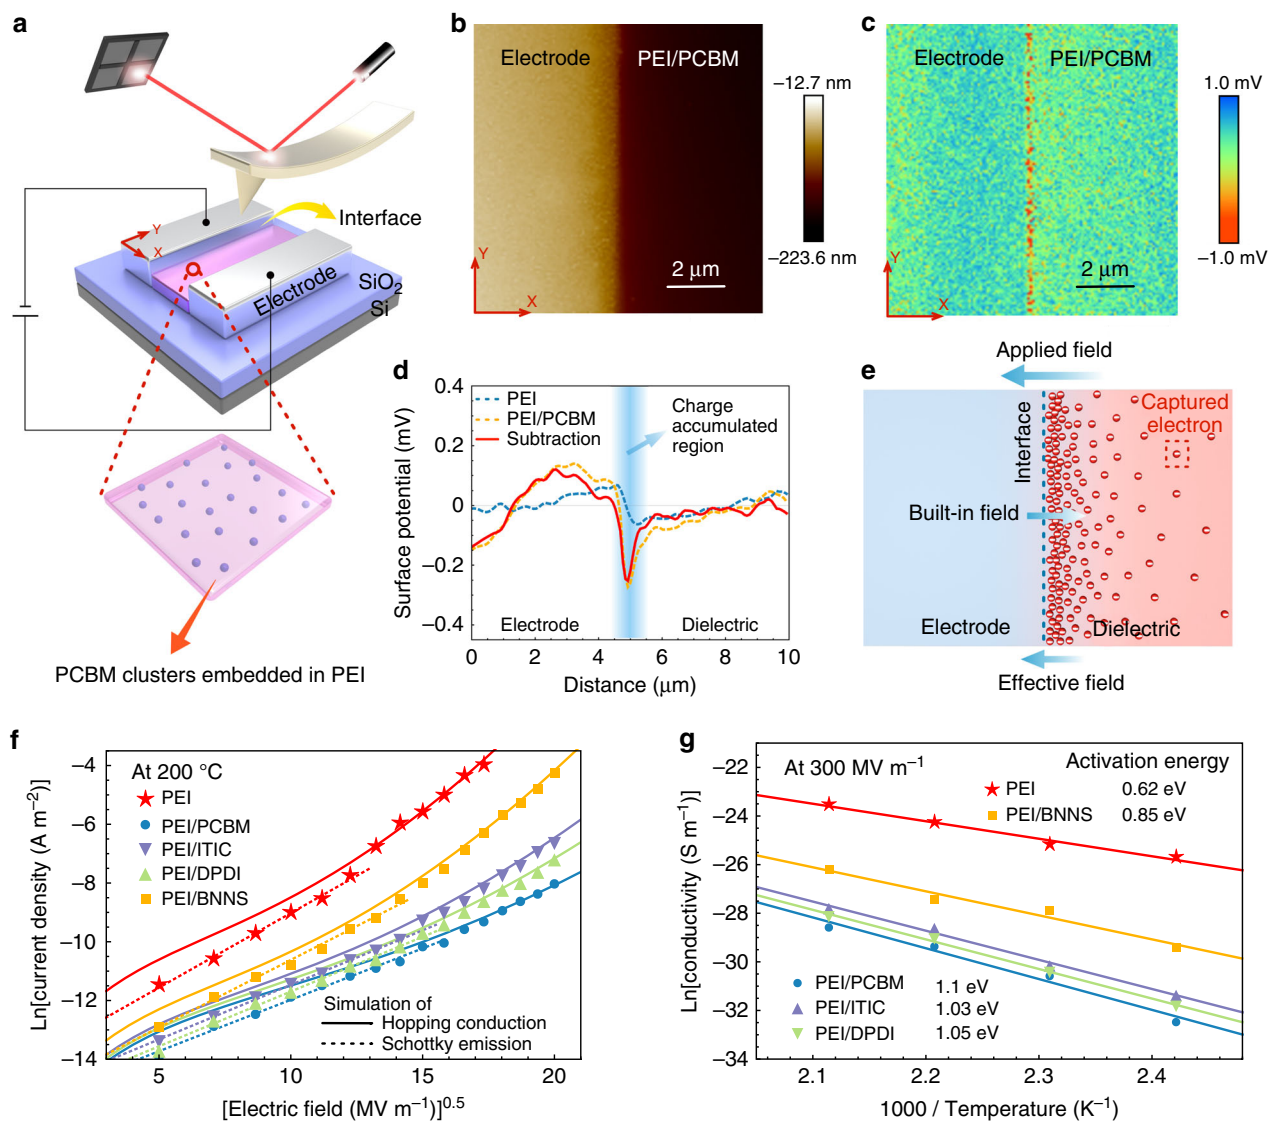 a
Interface
Y
X
Electrode
SiO2
Si
PCBM clusters embedded in PEI
b
Electrode
PEI/PCBM
−12.7 nm
−223.6 nm
2 μm
Y
X
c
Electrode
PEI/PCBM
1.0 mV
−1.0 mV
2 μm
Y
X
d
0.4
0.2
0
−0.2
−0.4
Surface potential (mV)
PEI
PEI/PCBM
Subtraction
Charge
accumulated
region
Electrode
Dielectric
0 2 4 6 8 10
Distance (μm)
Applied field
e
Interface
Captured
electron
Built-in field
Electrode
Dielectric
Effective field
f
−4
−6
−8
−10
−12
−14
Ln[current density (A m−2)]
At 200 °C
PEI
PEI/PCBM
PEI/ITIC
PEI/DPDI
PEI/BNNS
Simulation of
Hopping conduction
Schottky emission
5 10 15 20
[Electric field (MV m−1)]0.5
g
−22
−24
−26
−28
−30
−32
−34
Ln[conductivity (S m−1)]
At 300 MV m−1
Activation energy
PEI 0.62 eV
PEI/BNNS 0.85 eV
PEI/PCBM 1.1 eV
PEI/ITIC 1.03 eV
PEI/DPDI 1.05 eV
2.1 2.2 2.3 2.4
1000 / Temperature (K−1)